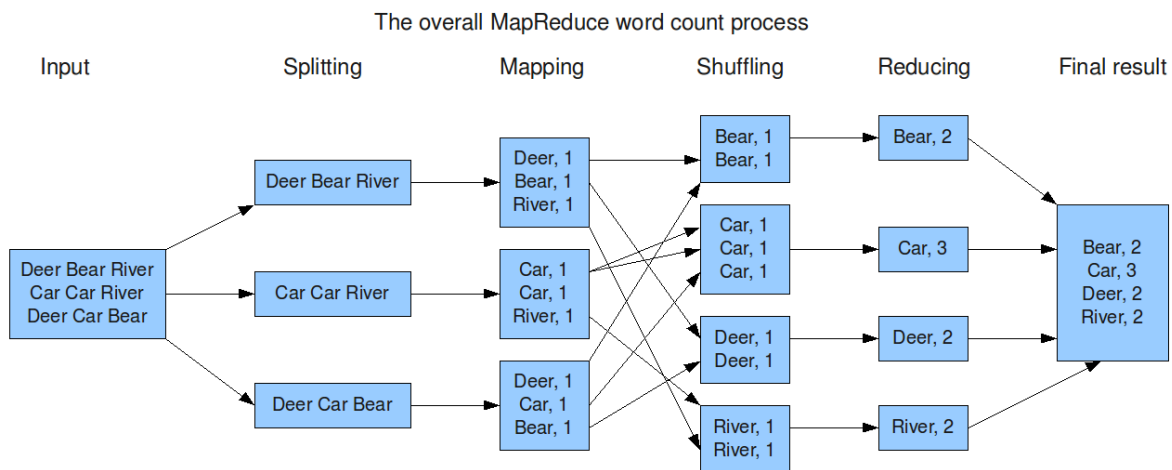 The overall MapReduce word count process
Input
Splitting
Mapping
Shuffling
Reducing
Final result
Deer Bear River
Car Car River
Deer Car Bear
Deer Bear River
Car Car River
Deer Car Bear
Deer, 1
Bear, 1
River, 1
Car, 1
Car, 1
River, 1
Deer, 1
Car, 1
Bear, 1
Bear, 1
Bear, 1
Car, 1
Car, 1
Car, 1
Deer, 1
Deer, 1
River, 1
River, 1
Bear, 2
Car, 3
Deer, 2
River, 2
Bear, 2
Car, 3
Deer, 2
River, 2